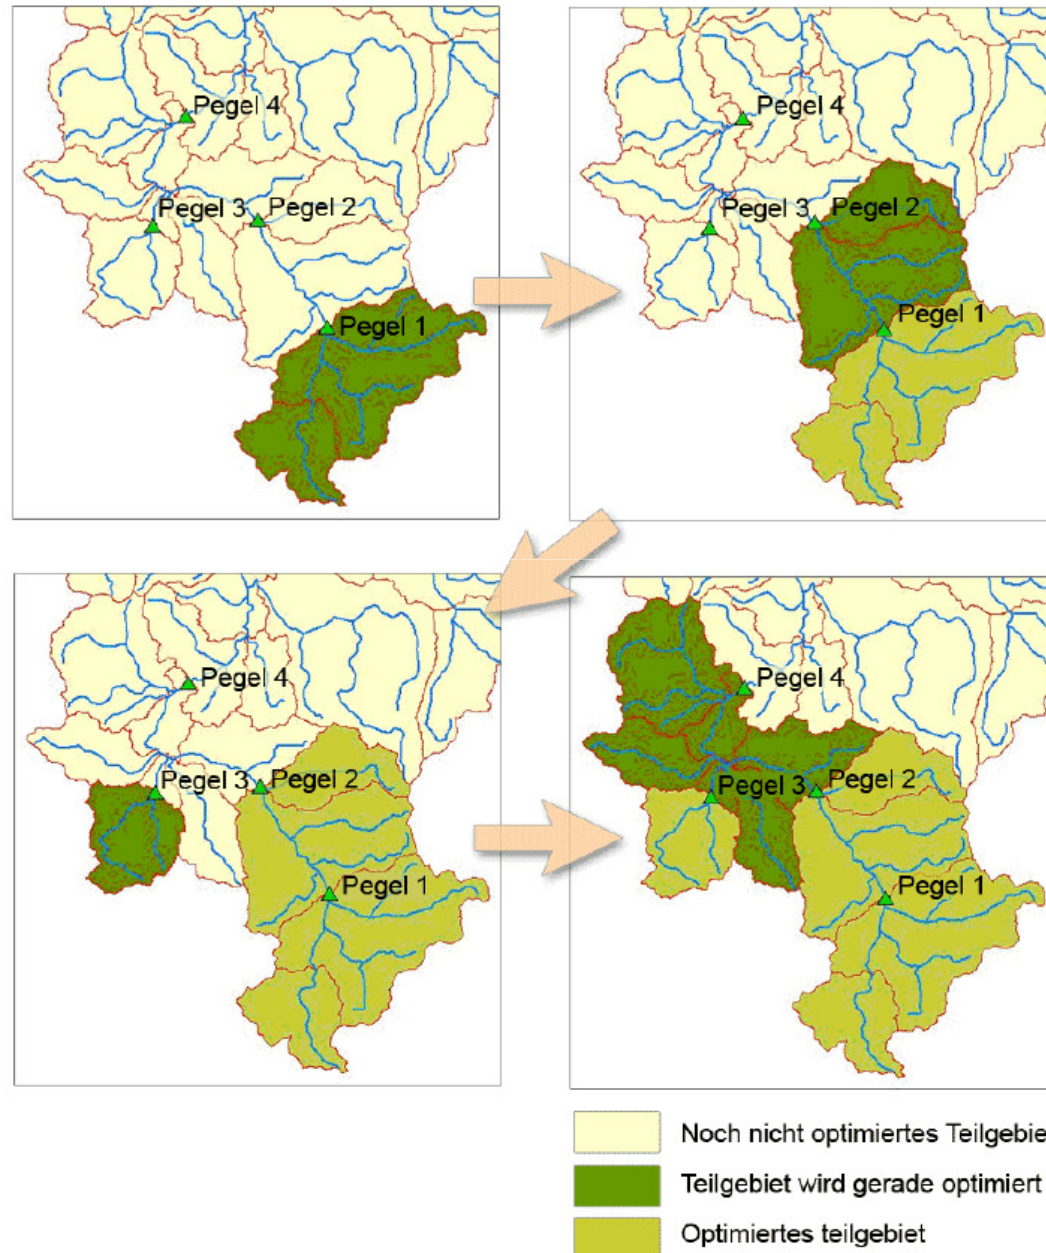 Pegel 4
Pegel 3
Pegel 2
Pegel 1
Pegel 4
Pegel 3
Pegel 2
Pegel 1
Pegel 4
Pegel 3
Pegel 2
Pegel 1
Pegel 4
Pegel 3
Pegel 2
Pegel 1
Noch nicht optimiertes Teilgebie
Teilgebiet wird gerade optimiert
Optimiertes teilgebiet